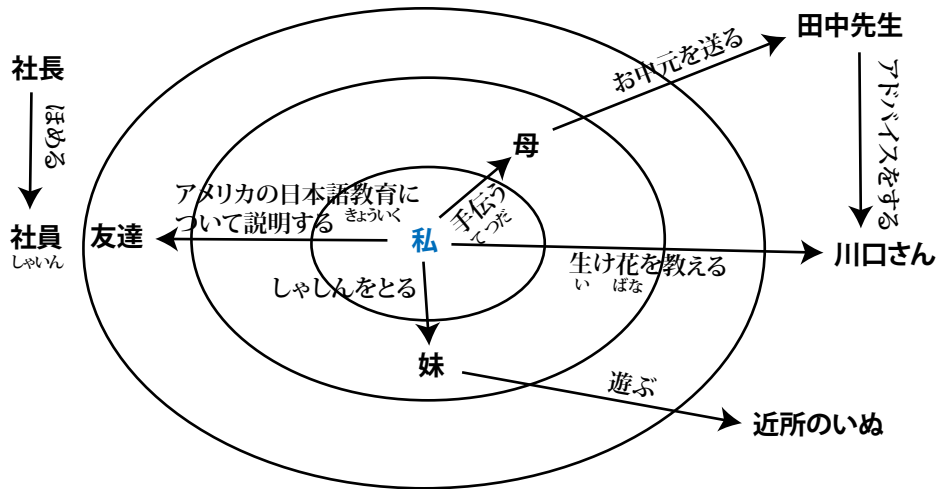 田中先生
社長
お中元を送る
ほめる
アドバイスをする
母
アメリカの日本語教育に
ついて説明する
きょういく
手伝う
てつだ
社員
しゃいん
友達
私
川口さん
生け花を教える
い ばな
しゃしんをとる
妹
遊ぶ
近所のいぬ